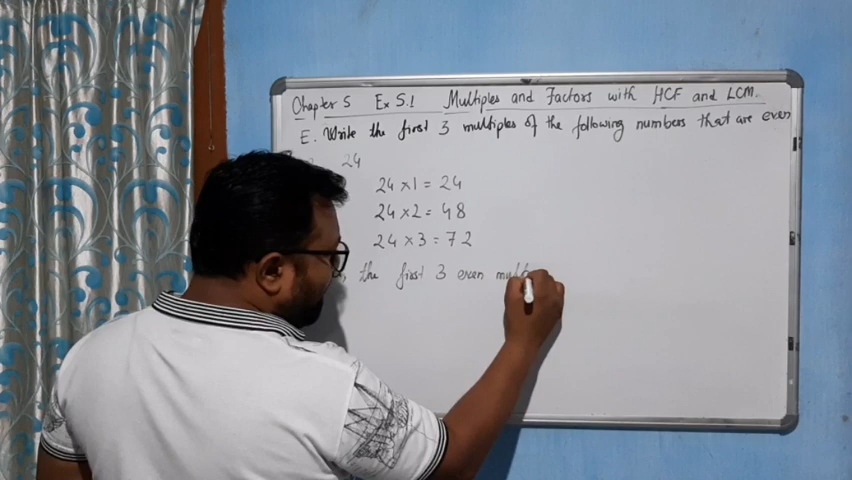 Chapter 5 Ex 5.1 Multiples and Factors with HCF and LCM.
E. Write the first 3 multiples of the following numbers that are even
24
24 × 1 = 24
24 × 2 = 48
24 × 3 = 72
the first 3 even